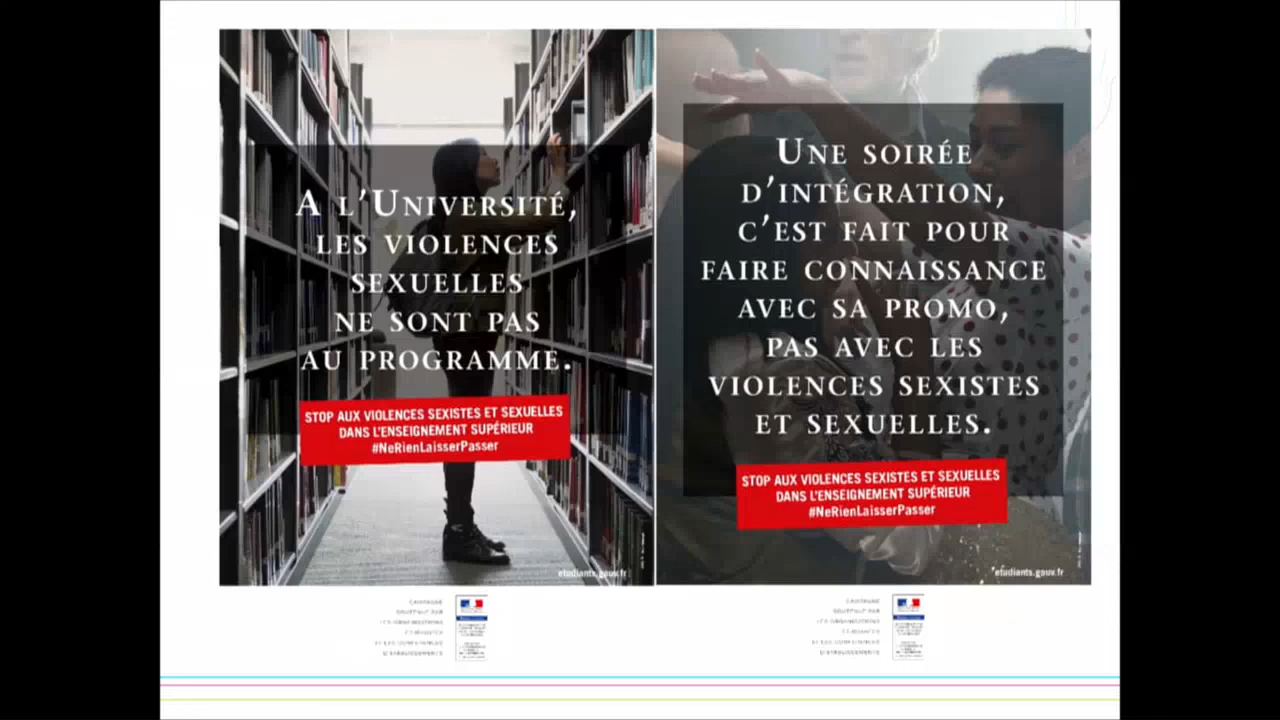 A L'UNIVERSITÉ,
LES VIOLENCES
SEXUELLES
NE SONT PAS
AU PROGRAMME.
STOP AUX VIOLENCES SEXISTES ET SEXUELLES
DANS L'ENSEIGNEMENT SUPÉRIEUR
#NeRienLaisserPasser
etudiants.gouv.fr
UNE SOIRÉE
D'INTÉGRATION,
C'EST FAIT POUR
FAIRE CONNAISSANCE
AVEC SA PROMO,
PAS AVEC LES
VIOLENCES SEXISTES
ET SEXUELLES.
STOP AUX VIOLENCES SEXISTES ET SEXUELLES
DANS L'ENSEIGNEMENT SUPÉRIEUR
#NeRienLaisserPasser
etudiants.gouv.fr